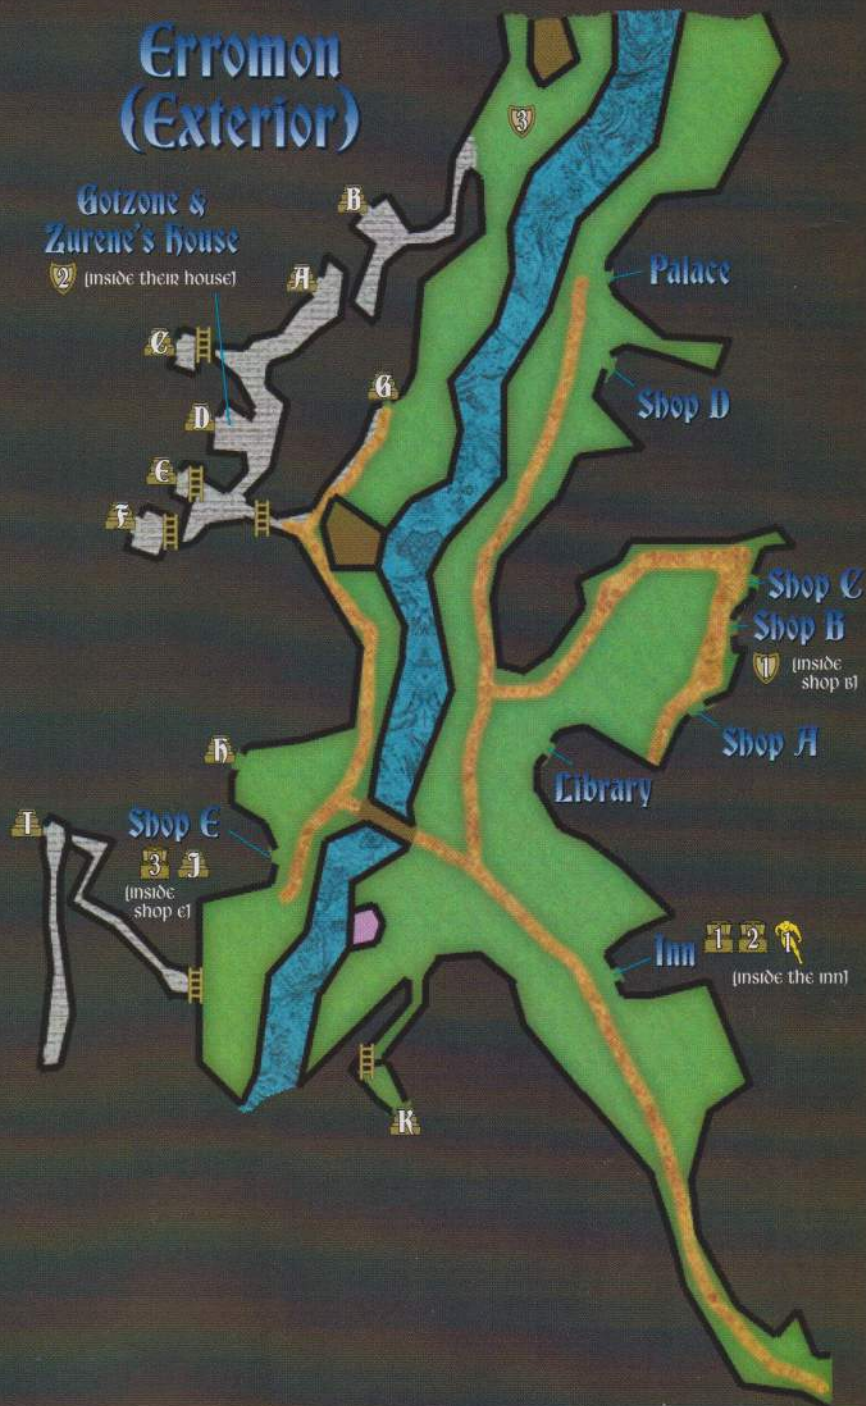 Erromon
(Exterior)
3
Gotzone &
Zurene's House
2 [inside their house]
B
A
Palace
C
G
Shop D
D
E
F
Shop C
Shop B
1 [inside
shop B]
Shop A
H
Library
I
Shop E
3 J
[inside
shop E]
Inn 1 2 1
[inside the inn]
K